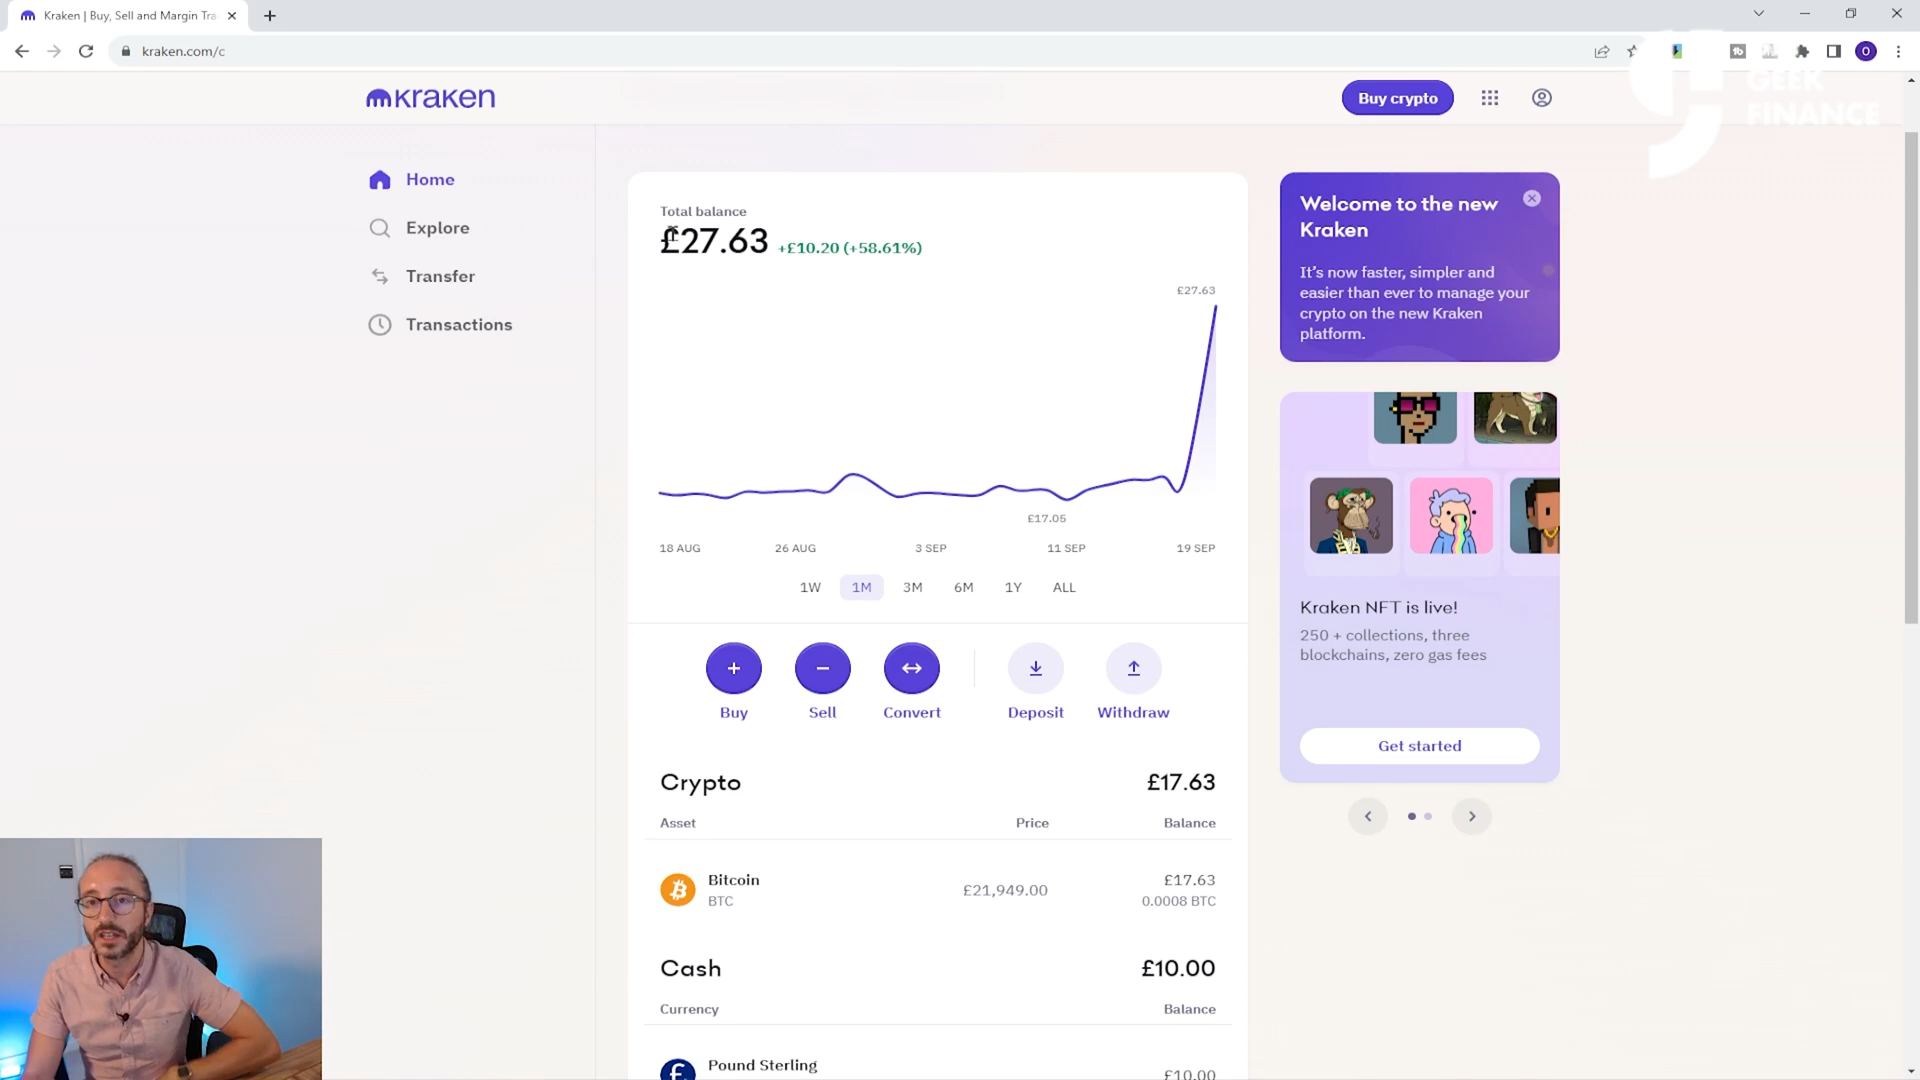 Kraken | Buy, Sell and Margin Tra
kraken.com/c
O
kraken
Buy crypto
GEEK
FINANCE
Home
Explore
Transfer
Transactions
Total balance
£27.63 +£10.20 (+58.61%)
£27.63
£17.05
18 AUG 26 AUG 3 SEP 11 SEP 19 SEP
1W 1M 3M 6M 1Y ALL
Buy Sell Convert Deposit Withdraw
Crypto £17.63
Asset Price Balance
Bitcoin £21,949.00 £17.63
BTC 0.0008 BTC
Cash £10.00
Currency Balance
Pound Sterling £10.00
Welcome to the new
Kraken
It's now faster, simpler and
easier than ever to manage your
crypto on the new Kraken
platform.
Kraken NFT is live!
250 + collections, three
blockchains, zero gas fees
Get started